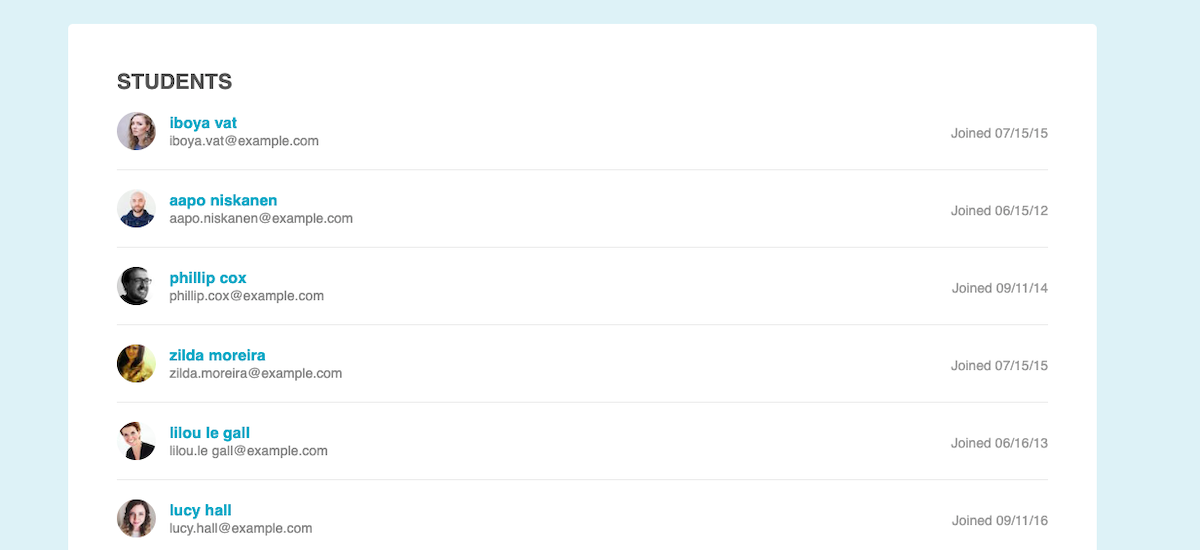 STUDENTS
iboya vat
iboya.vat@example.com
Joined 07/15/15
aapo niskanen
aapo.niskanen@example.com
Joined 06/15/12
phillip cox
phillip.cox@example.com
Joined 09/11/14
zilda moreira
zilda.moreira@example.com
Joined 07/15/15
lilou le gall
lilou.le gall@example.com
Joined 06/16/13
lucy hall
lucy.hall@example.com
Joined 09/11/16